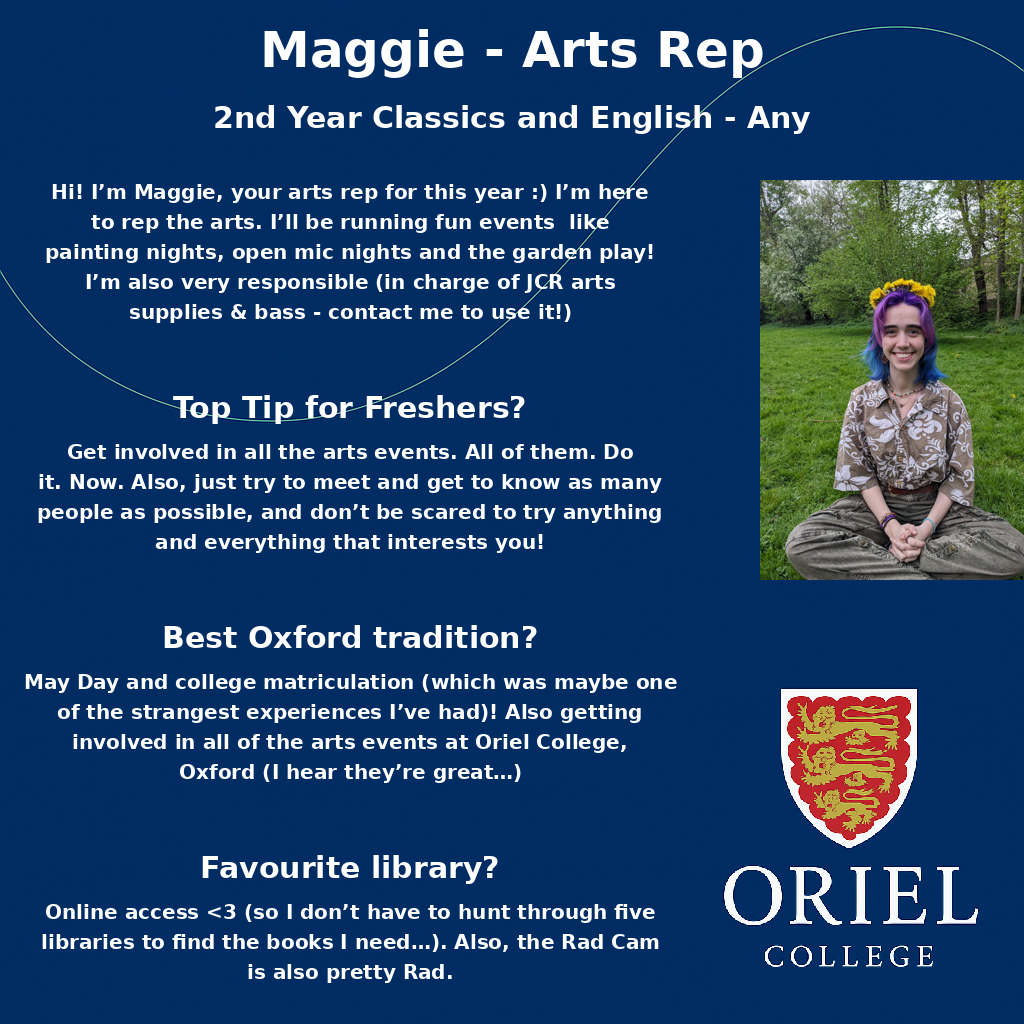 Maggie - Arts Rep
2nd Year Classics and English - Any
Hi! I’m Maggie, your arts rep for this year :) I’m here
to rep the arts. I’ll be running fun events  like
painting nights, open mic nights and the garden play!
I’m also very responsible (in charge of JCR arts
supplies & bass - contact me to use it!)
Top Tip for Freshers?
Get involved in all the arts events. All of them. Do
it. Now. Also, just try to meet and get to know as many
people as possible, and don’t be scared to try anything
and everything that interests you!
Best Oxford tradition?
May Day and college matriculation (which was maybe one
of the strangest experiences I’ve had)! Also getting
involved in all of the arts events at Oriel College,
Oxford (I hear they’re great…)
Favourite library?
Online access <3 (so I don’t have to hunt through five
libraries to find the books I need…). Also, the Rad Cam
is also pretty Rad.
ORIEL
COLLEGE